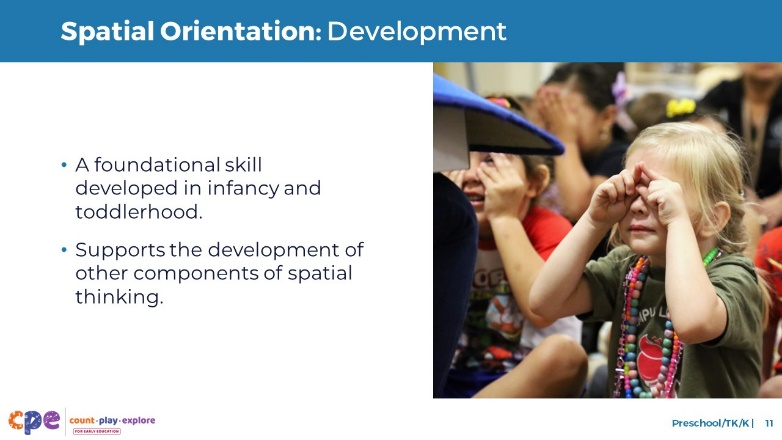 Spatial Orientation: Development
• A foundational skill
developed in infancy and
toddlerhood.
• Supports the development of
other components of spatial
thinking.
cpe
count·play·explore
FOR EARLY EDUCATION
Preschool/TK/K | 11